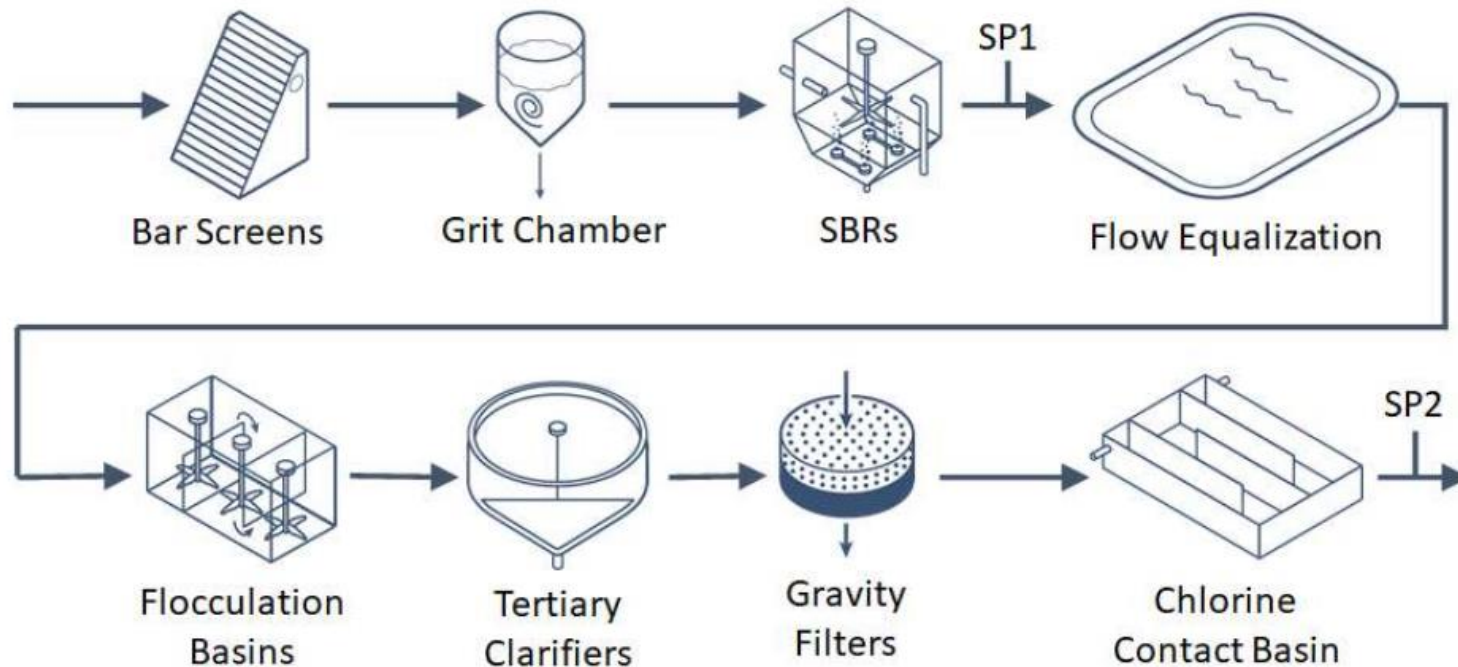 SP1
Bar Screens
Grit Chamber
SBRs
Flow Equalization
SP2
Flocculation
Basins
Tertiary
Clarifiers
Gravity
Filters
Chlorine
Contact Basin